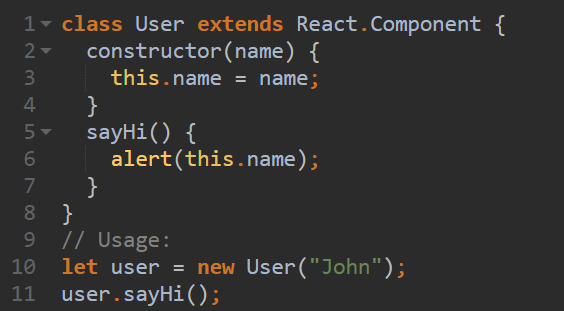 1 class User extends React.Component {
2   constructor(name) {
3     this.name = name;
4   }
5   sayHi() {
6     alert(this.name);
7   }
8 }
9 // Usage:
10 let user = new User("John");
11 user.sayHi();